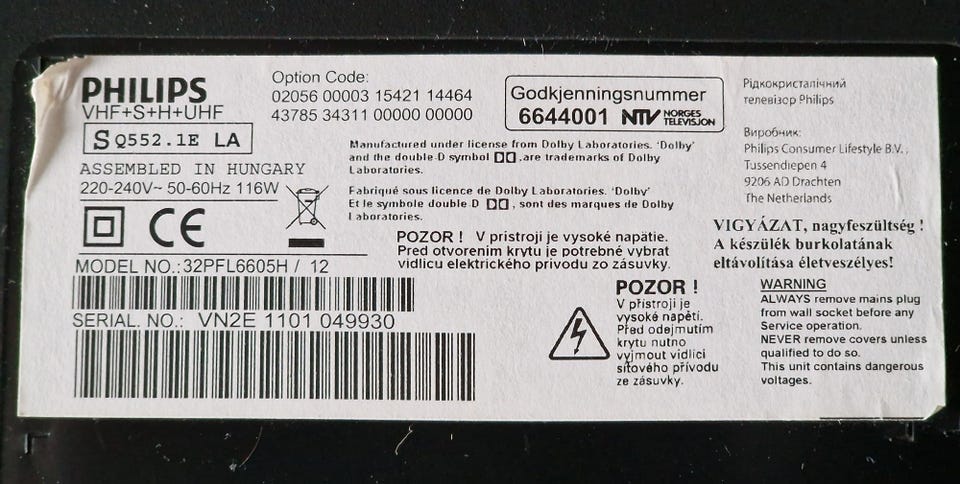 PHILIPS
VHF+S+H+UHF
S Q552.1E LA
ASSEMBLED IN HUNGARY
220-240V~ 50-60Hz 116W
CE
MODEL NO.:32PFL6605H / 12
SERIAL. NO.: VN2E 1101 049930
Option Code:
02056 00003 15421 14464
43785 34311 00000 00000
Godkjenningsnummer
6644001 NTV NORGES
TELEVISJON
Manufactured under license from Dolby Laboratories. 'Dolby'
and the double-D symbol DD ,are trademarks of Dolby
Laboratories.
Fabriqué sous licence de Dolby Laboratories. 'Dolby'
Et le symbole double D DD , sont des marques de Dolby
Laboratories.
POZOR ! V pristroji je vysoké napätie.
Pred otvorenim krytu je potrebné vybrat
vidlicu elektrického privodu zo zásuvky.
POZOR !
V přístroji je
vysoké napětí.
Před odejmutím
krytu nutno
vyjmout vidlici
síťového přívodu
ze zásuvky.
Рідкокристалічний
телевізор Philips
Виробник:
Philips Consumer Lifestyle B.V.,
Tussendiepen 4
9206 AD Drachten
The Netherlands
VIGYÁZAT, nagyfeszültség !
A készülék burkolatának
eltávolítása életveszélyes!
WARNING
ALWAYS remove mains plug
from wall socket before any
Service operation.
NEVER remove covers unless
qualified to do so.
This unit contains dangerous
voltages.